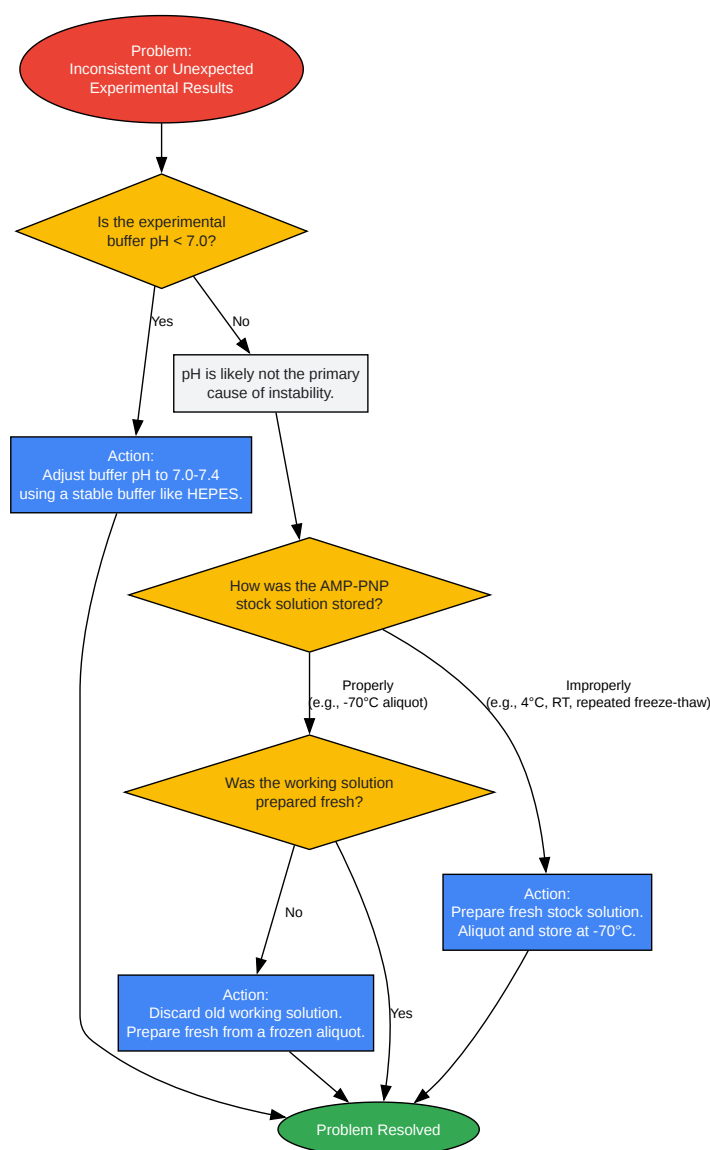 Problem:
Inconsistent or Unexpected
Experimental Results
Is the experimental
buffer pH < 7.0?
Yes
No
pH is likely not the primary
cause of instability.
Action:
Adjust buffer pH to 7.0-7.4
using a stable buffer like HEPES.
How was the AMP-PNP
stock solution stored?
Properly
(e.g., -70°C aliquot)
Improperly
(e.g., 4°C, RT, repeated freeze-thaw)
Was the working solution
prepared fresh?
Action:
Prepare fresh stock solution.
Aliquot and store at -70°C.
No
Action:
Discard old working solution.
Prepare fresh from a frozen aliquot.
Yes
Problem Resolved